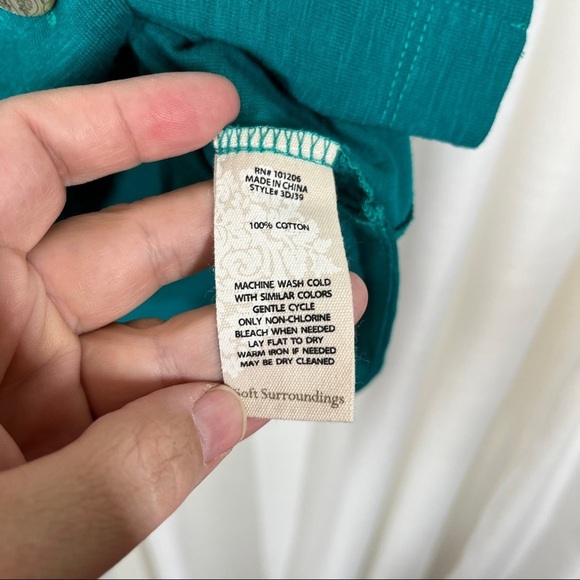 RN# 101206
MADE IN CHINA
STYLE# 3DJ39
100% COTTON
MACHINE WASH COLD
WITH SIMILAR COLORS
GENTLE CYCLE
ONLY NON-CHLORINE
BLEACH WHEN NEEDED
LAY FLAT TO DRY
WARM IRON IF NEEDED
MAY BE DRY CLEANED
Soft Surroundings